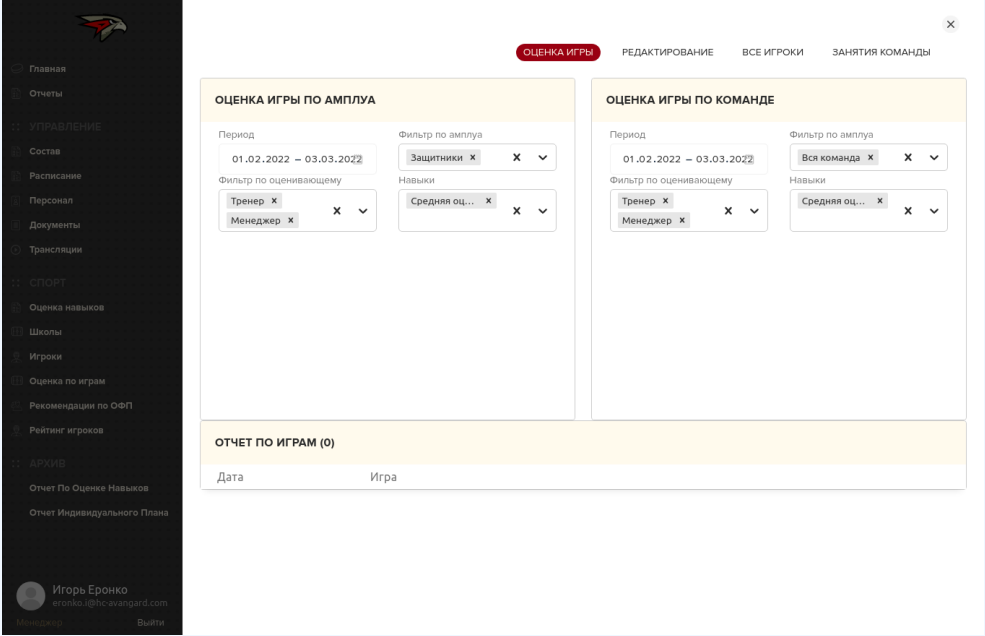 Главная
Отчеты
УПРАВЛЕНИЕ
Состав
Расписание
Персонал
Документы
Трансляции
СПОРТ
Оценка навыков
Школы
Игроки
Оценка по играм
Рекомендации по ОФП
Рейтинг игроков
АРХИВ
Отчет По Оценке Навыков
Отчет Индивидуального Плана
Игорь Еронко
eronko.i@hc-avangard.com
Менеджер Выйти
ОЦЕНКА ИГРЫ РЕДАКТИРОВАНИЕ ВСЕ ИГРОКИ ЗАНЯТИЯ КОМАНДЫ
ОЦЕНКА ИГРЫ ПО АМПЛУА
Период Фильтр по амплуа
01.02.2022 – 03.03.2022 Защитники
Фильтр по оценивающему Навыки
Тренер Средняя оц...
Менеджер
ОЦЕНКА ИГРЫ ПО КОМАНДЕ
Период Фильтр по амплуа
01.02.2022 – 03.03.2022 Вся команда
Фильтр по оценивающему Навыки
Тренер Средняя оц...
Менеджер
ОТЧЕТ ПО ИГРАМ (0)
Дата Игра